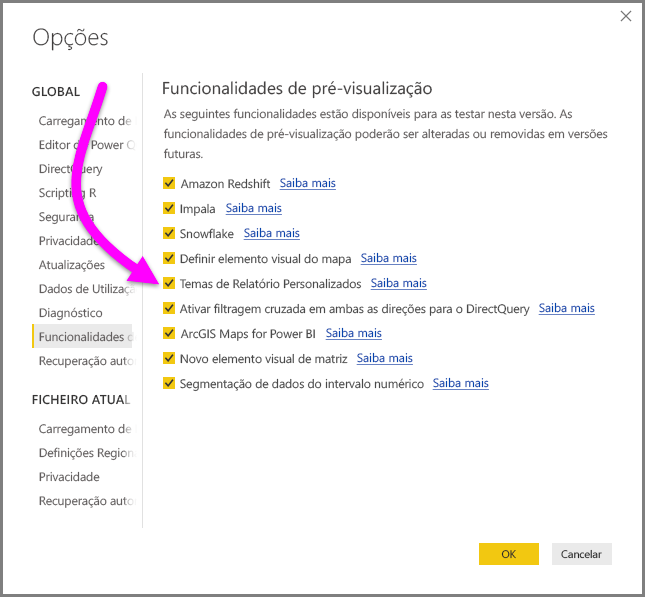 Opções
GLOBAL
Carregamento de
Editor do Power Q
DirectQuery
Scripting R
Segurança
Privacidade
Atualizações
Dados de Utilizaç
Diagnóstico
Funcionalidades d
Recuperação auto
FICHEIRO ATUAL
Carregamento de
Definições Region
Privacidade
Recuperação auto
Funcionalidades de pré-visualização
As seguintes funcionalidades estão disponíveis para as testar nesta versão. As
funcionalidades de pré-visualização poderão ser alteradas ou removidas em versões
futuras.
Amazon Redshift Saiba mais
Impala Saiba mais
Snowflake Saiba mais
Definir elemento visual do mapa Saiba mais
Temas de Relatório Personalizados Saiba mais
Ativar filtragem cruzada em ambas as direções para o DirectQuery Saiba mais
ArcGIS Maps for Power BI Saiba mais
Novo elemento visual de matriz Saiba mais
Segmentação de dados do intervalo numérico Saiba mais
OK Cancelar